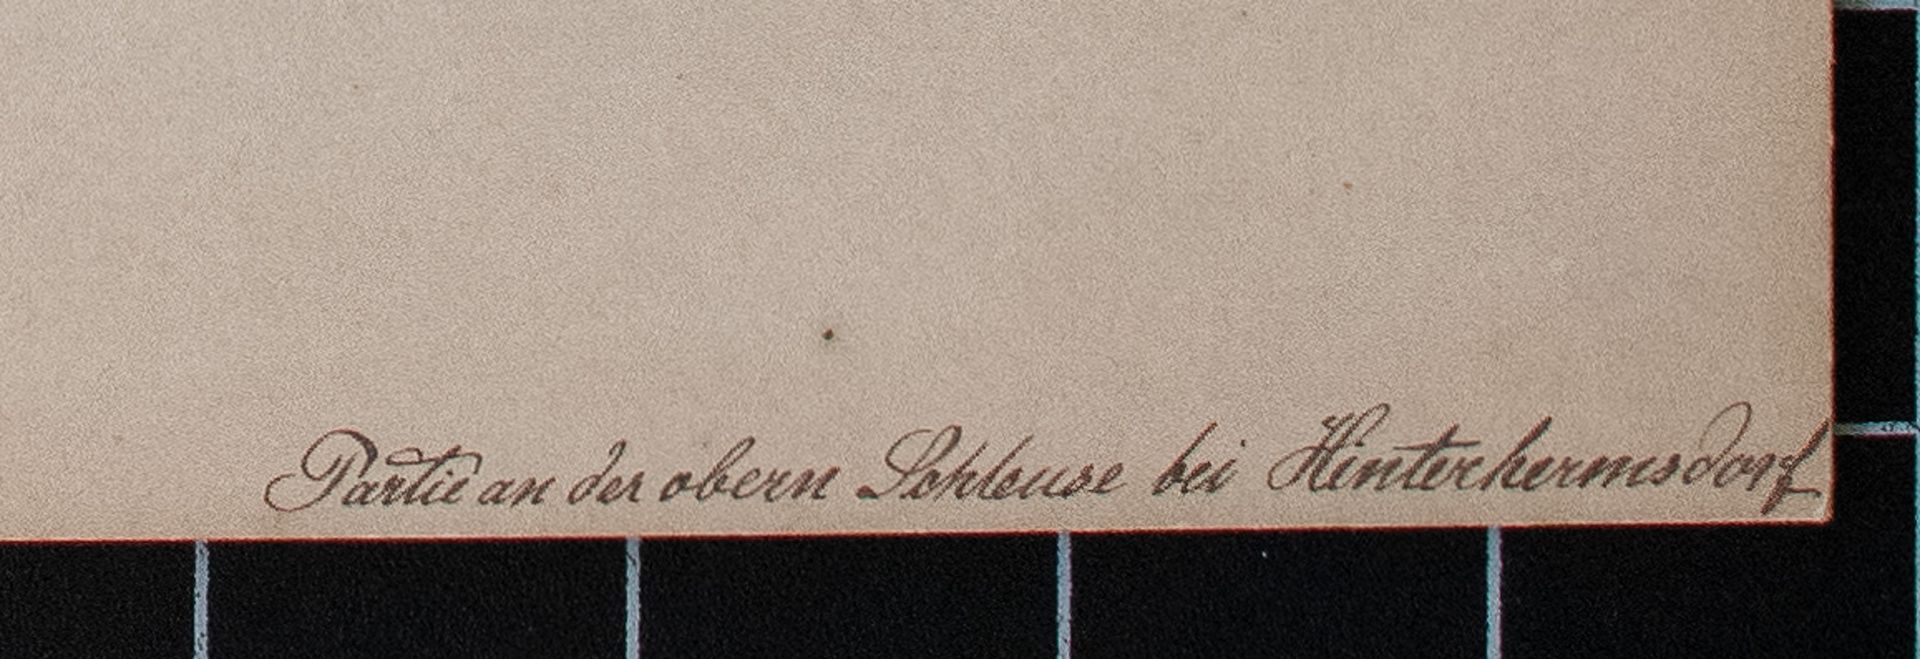 Partie an der obern Schleuse bei Hinterhermsdorf